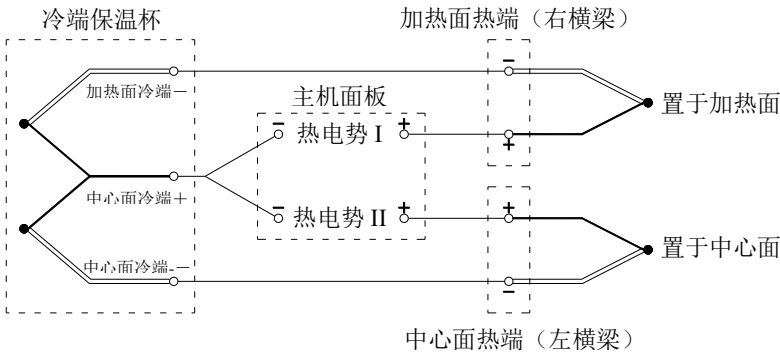 冷端保温杯
加热面热端（右横梁）
加热面冷端－
主机面板
热电势 I
中心面冷端＋
热电势 II
中心面冷端-－
置于加热面
置于中心面
中心面热端（左横梁）